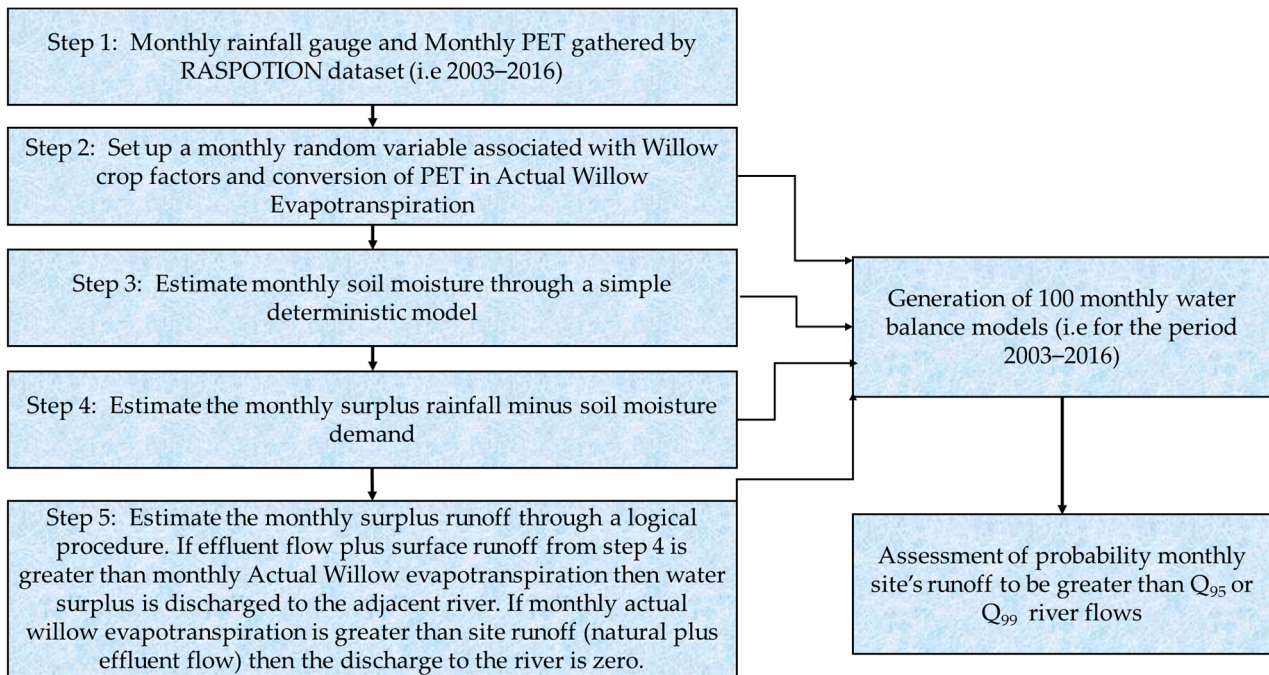 Step 1: Monthly rainfall gauge and Monthly PET gathered by
RASPOTION dataset (i.e 2003–2016)
Step 2: Set up a monthly random variable associated with Willow
crop factors and conversion of PET in Actual Willow
Evapotranspiration
Step 3: Estimate monthly soil moisture through a simple
deterministic model
Step 4: Estimate the monthly surplus rainfall minus soil moisture
demand
Step 5: Estimate the monthly surplus runoff through a logical
procedure. If effluent flow plus surface runoff from step 4 is
greater than monthly Actual Willow evapotranspiration then water
surplus is discharged to the adjacent river. If monthly actual
willow evapotranspiration is greater than site runoff (natural plus
effluent flow) then the discharge to the river is zero.
Generation of 100 monthly water
balance models (i.e for the period
2003–2016)
Assessment of probability monthly
site's runoff to be greater than Q95 or
Q99 river flows